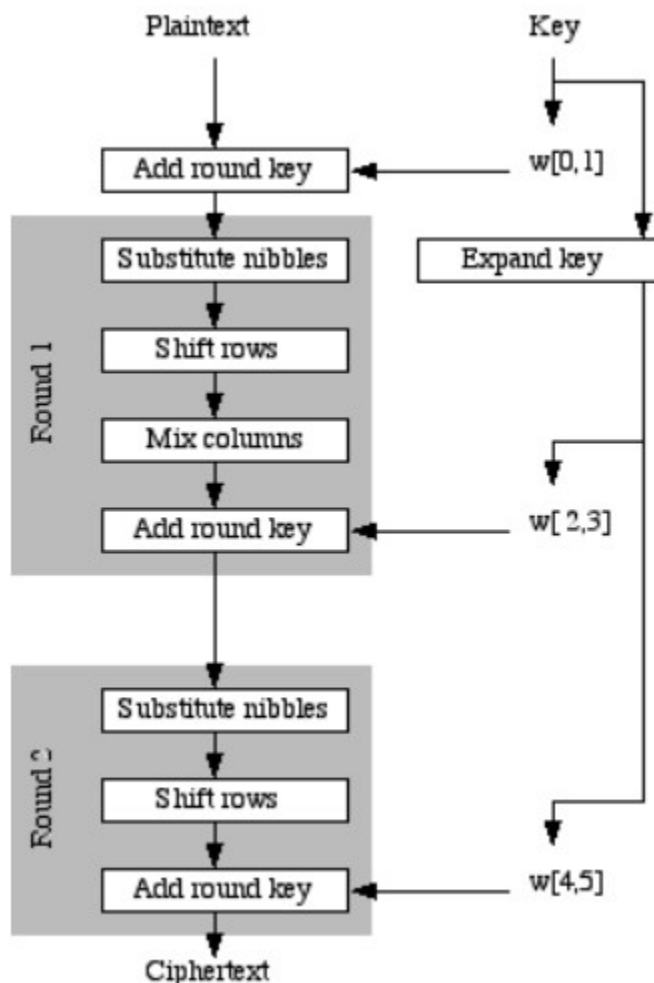 Plaintext
Key
Add round key
w[0, 1]
Substitute nibbles
Expand key
Shift rows
Round 1
Mix columns
Add round key
w[ 2,3]
Substitute nibbles
Shift rows
Round 2
Add round key
w[4,5]
Ciphertext